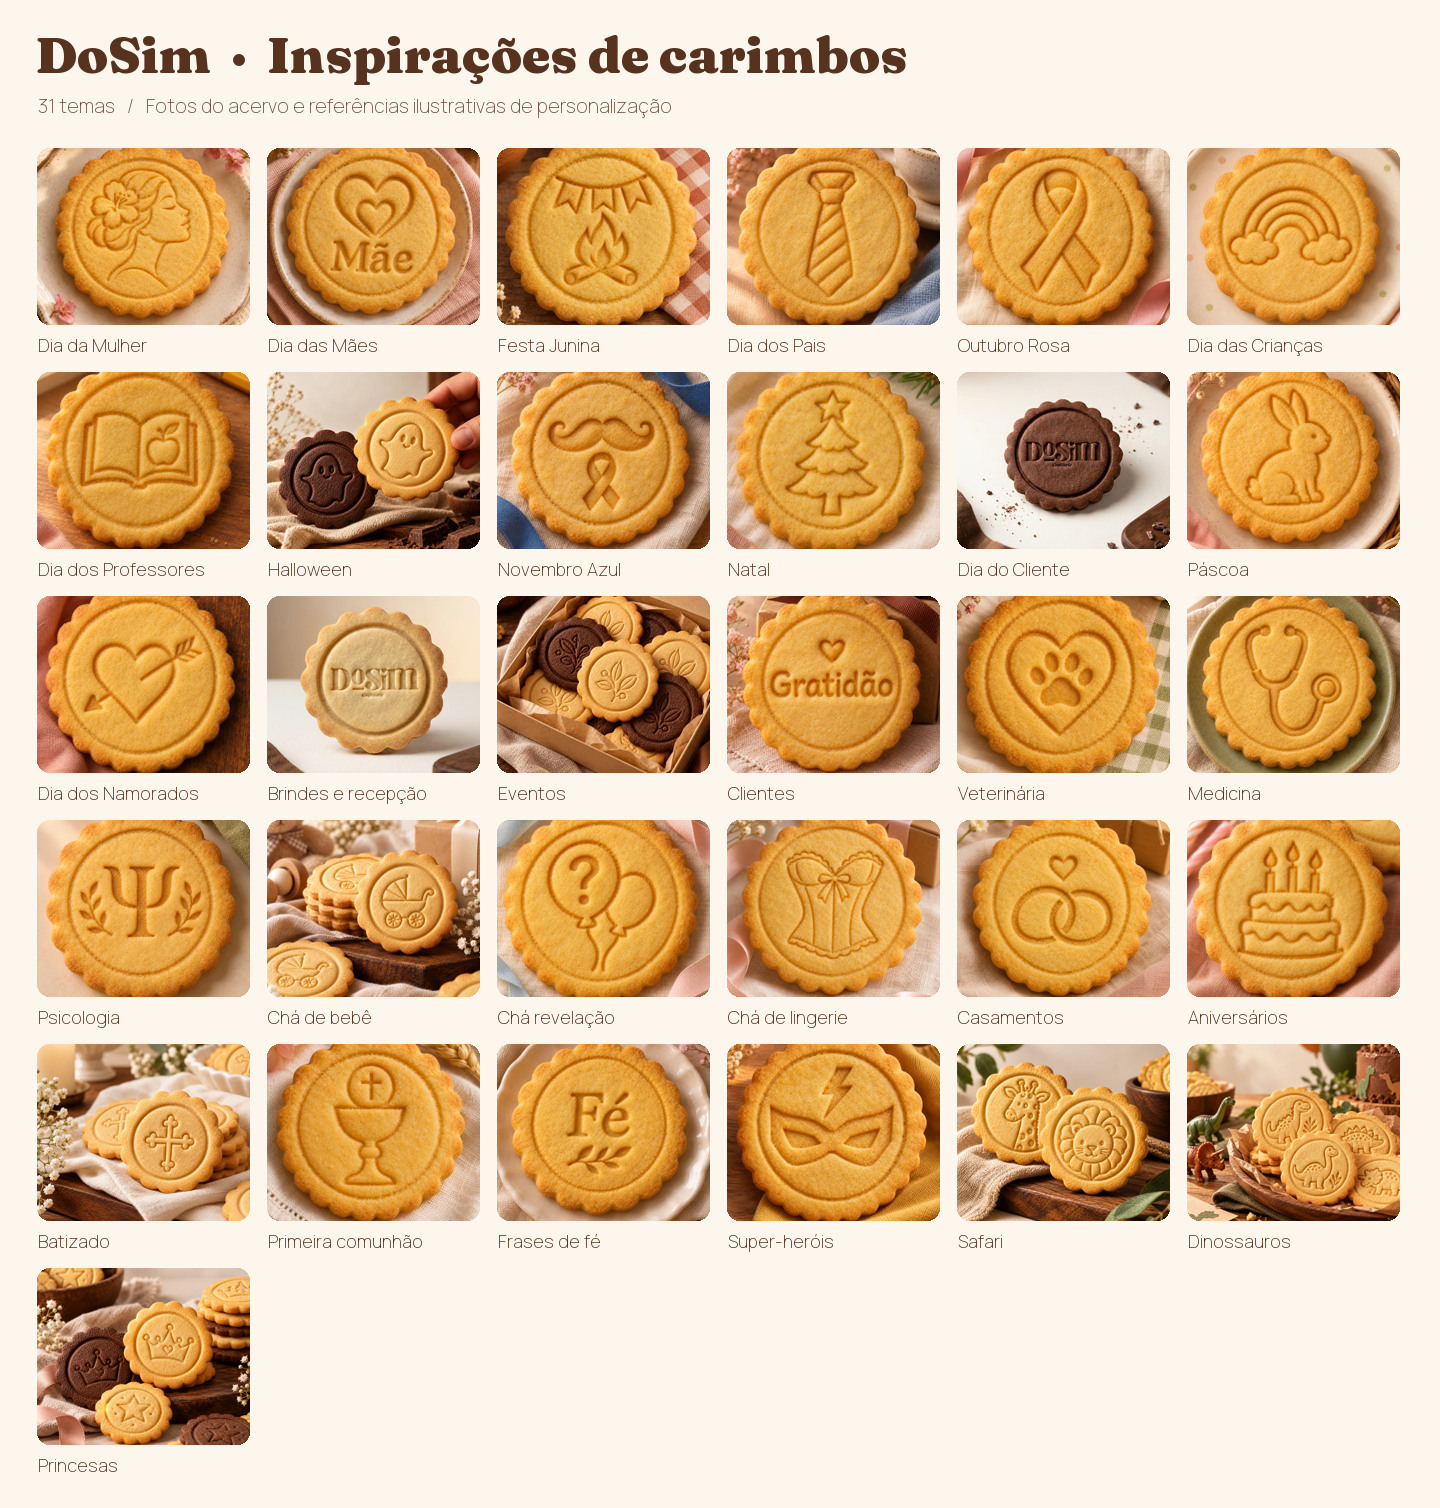 DoSim • Inspirações de carimbos
31 temas / Fotos do acervo e referências ilustrativas de personalização
Mãe
Dia da Mulher
Dia das Mães
Festa Junina
Dia dos Pais
Outubro Rosa
Dia das Crianças
DoSim
Dia dos Professores
Halloween
Novembro Azul
Natal
Dia do Cliente
Páscoa
DoSim
Gratidão
Dia dos Namorados
Brindes e recepção
Eventos
Clientes
Veterinária
Medicina
Ψ
?
Psicologia
Chá de bebê
Chá revelação
Chá de lingerie
Casamentos
Aniversários
Fé
Batizado
Primeira comunhão
Frases de fé
Super-heróis
Safari
Dinossauros
Princesas